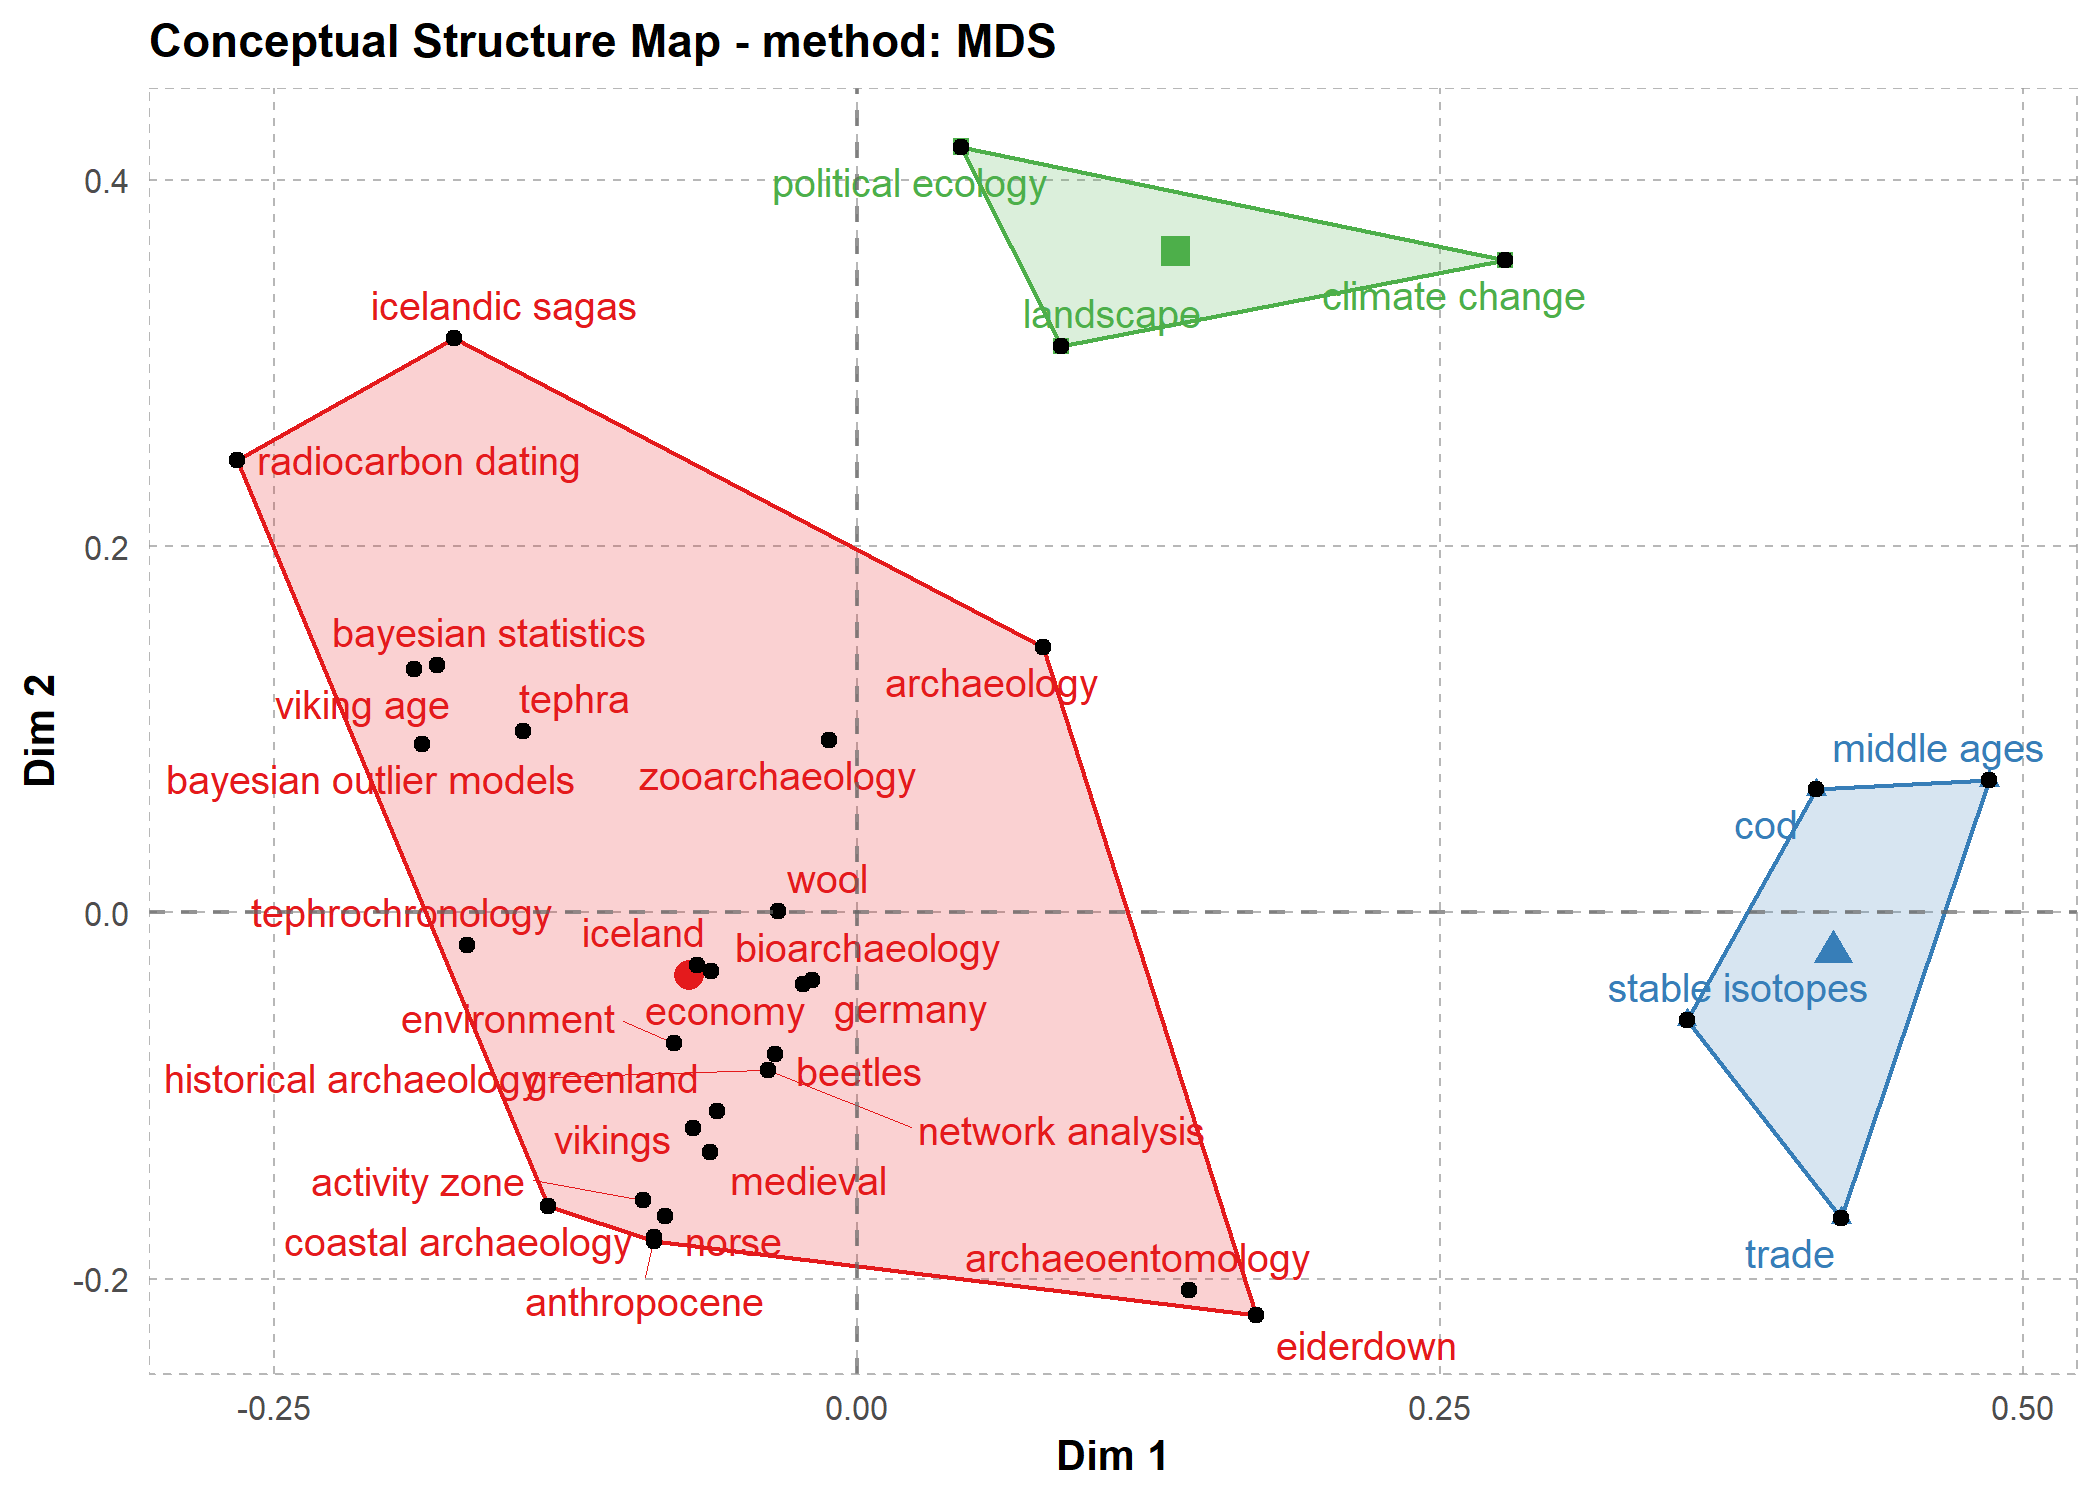 Conceptual Structure Map - method: MDS
0.4
political ecology
climate change
icelandic sagas
landscape
radiocarbon dating
0.2
bayesian statistics
archaeology
viking age
tephra
middle ages
bayesian outlier models
zooarchaeology
cod
wool
0.0
tephrochronology
iceland
bioarchaeology
stable isotopes
environment
economy
germany
historical archaeology
greenland
beetles
network analysis
vikings
activity zone
medieval
coastal archaeology
norse
archaeoentomology
trade
-0.2
anthropocene
eiderdown
-0.25
0.00
0.25
0.50
Dim 1
Dim 2